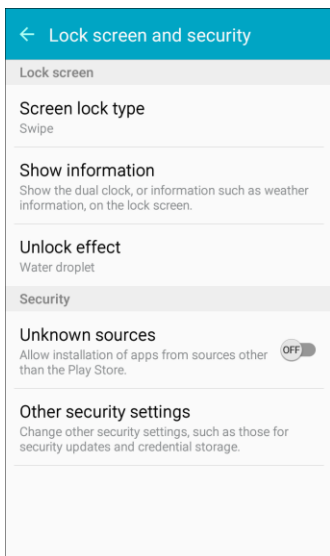 Lock screen and security
Lock screen
Screen lock type
Swipe
Show information
Show the dual clock, or information such as weather
information, on the lock screen.
Unlock effect
Water droplet
Security
Unknown sources
Allow installation of apps from sources other
than the Play Store.
OFF
Other security settings
Change other security settings, such as those for
security updates and credential storage.